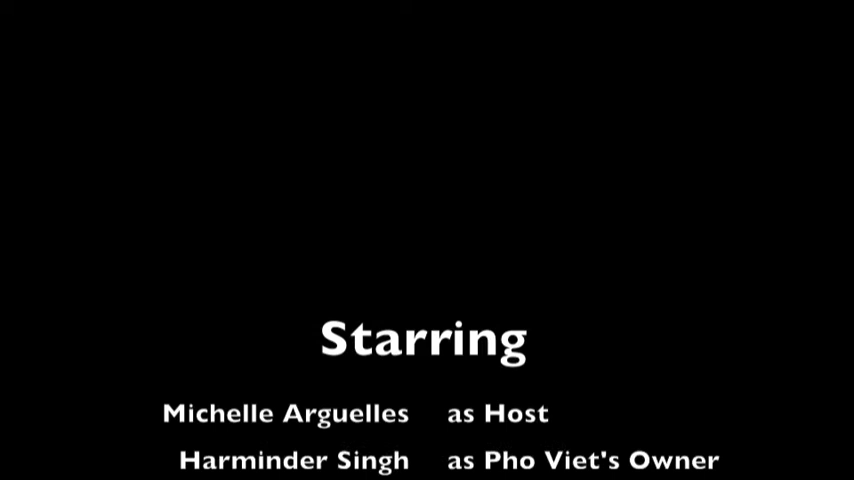 Starring
Michelle Arguelles as Host
Harminder Singh as Pho Viet's Owner